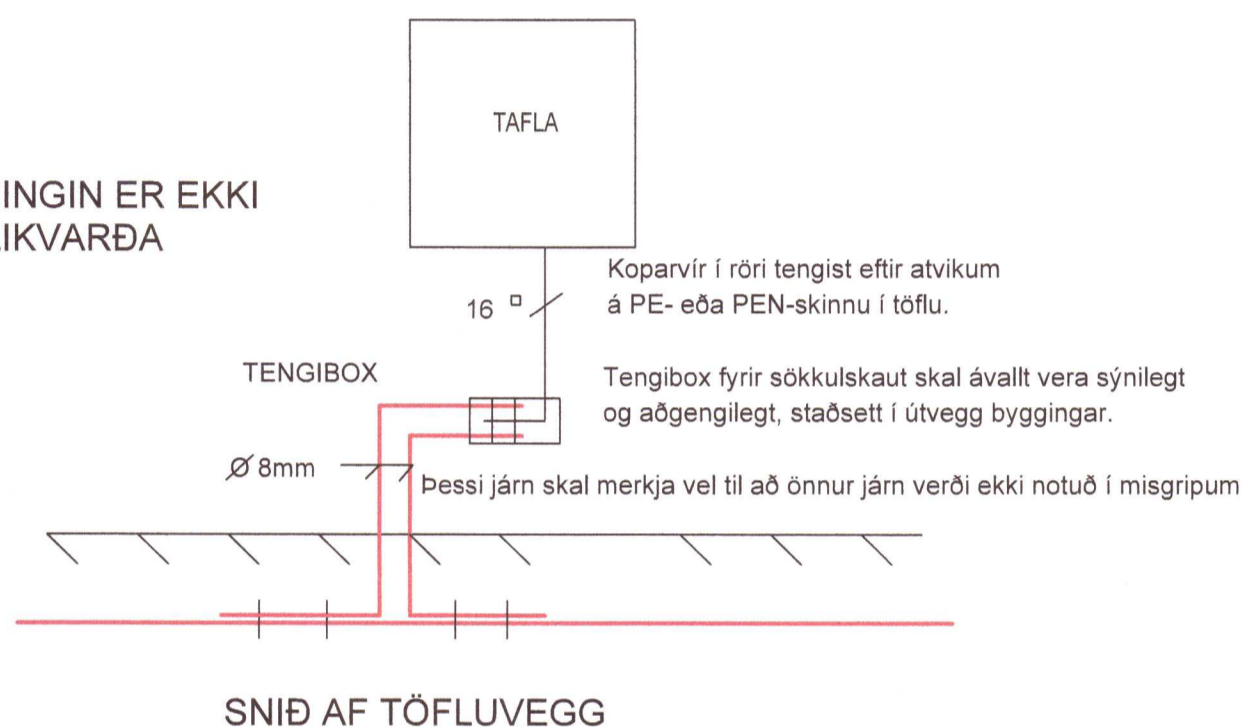 TAFLA
INGIN ER EKKI
IKVARÐA
Koparvír í röri tengist eftir atvikum
á PE- eða PEN-skinnu í töflu.
16 □
TENGIBOX
Tengibox fyrir sökkulskaut skal ávallt vera sýnilegt
og aðgengilegt, staðsett í útvegg byggingar.
Ø 8mm
Þessi járn skal merkja vel til að önnur járn verði ekki notuð í misgripum
SNIÐ AF TÖFLUVEGG